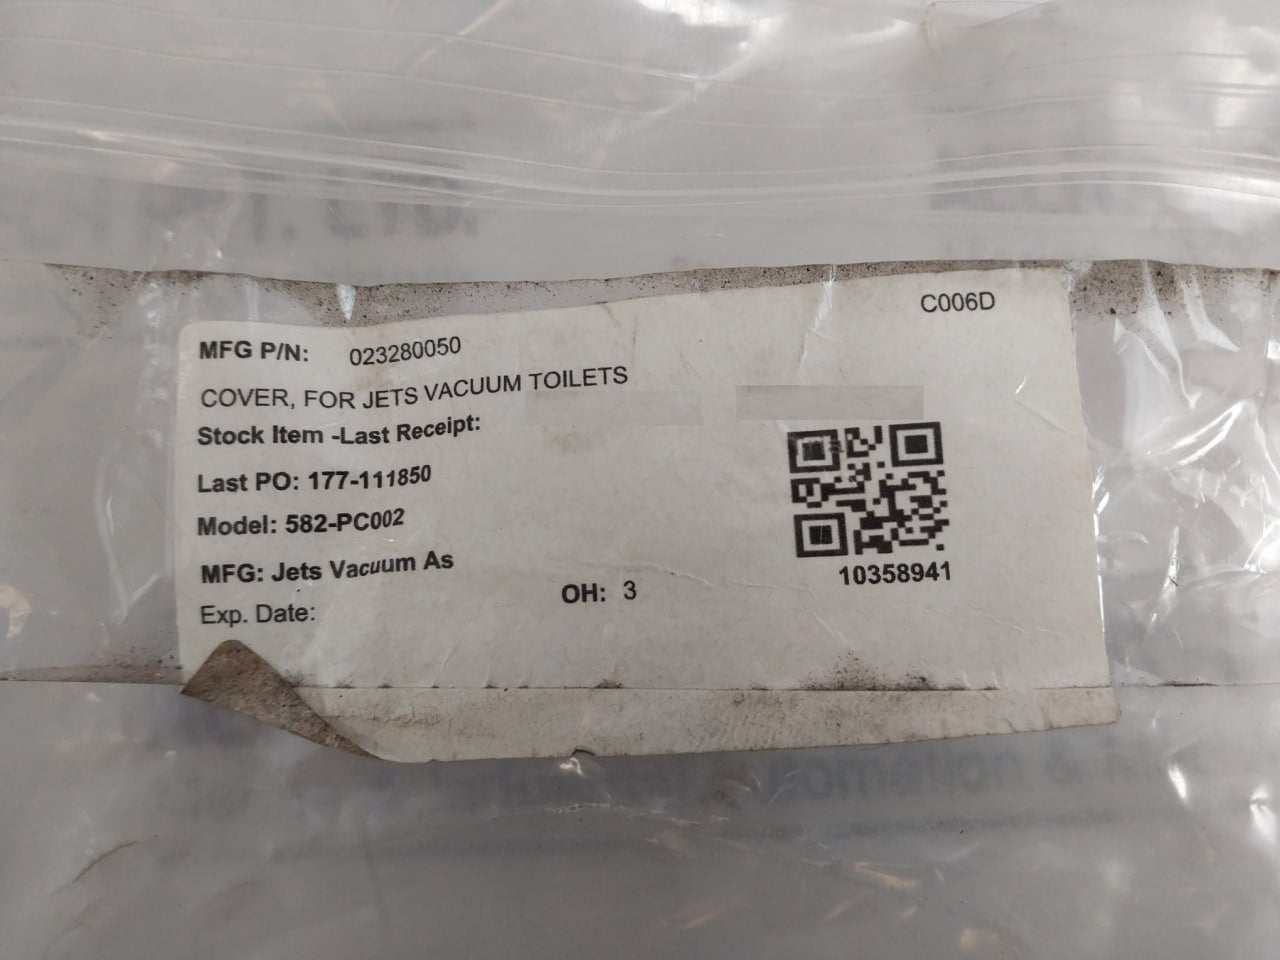 C006D
MFG P/N: 023280050
COVER, FOR JETS VACUUM TOILETS
Stock Item -Last Receipt:
Last PO: 177-111850
Model: 582-PC002
MFG: Jets Vacuum As
Exp. Date:
OH: 3
10358941